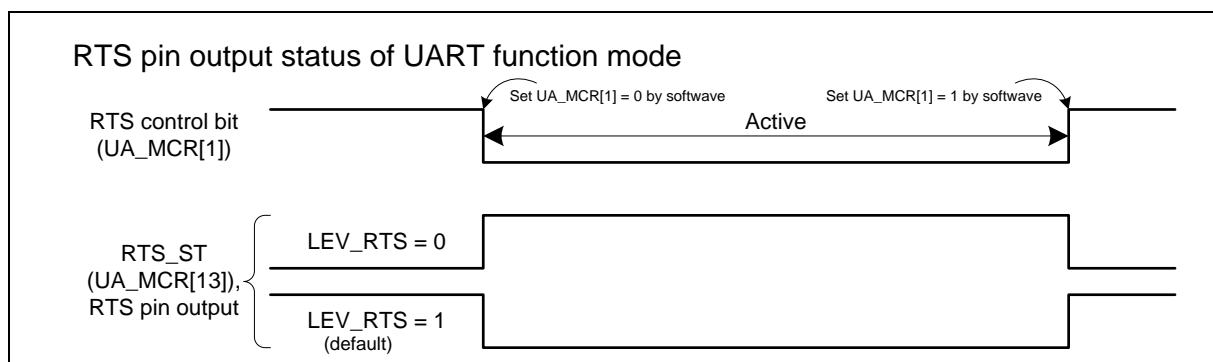 RTS pin output status of UART function mode
Set UA_MCR[1] = 0 by softwave
Set UA_MCR[1] = 1 by softwave
RTS control bit
(UA_MCR[1])
Active
LEV_RTS = 0
RTS_ST
(UA_MCR[13]),
RTS pin output
LEV_RTS = 1
(default)